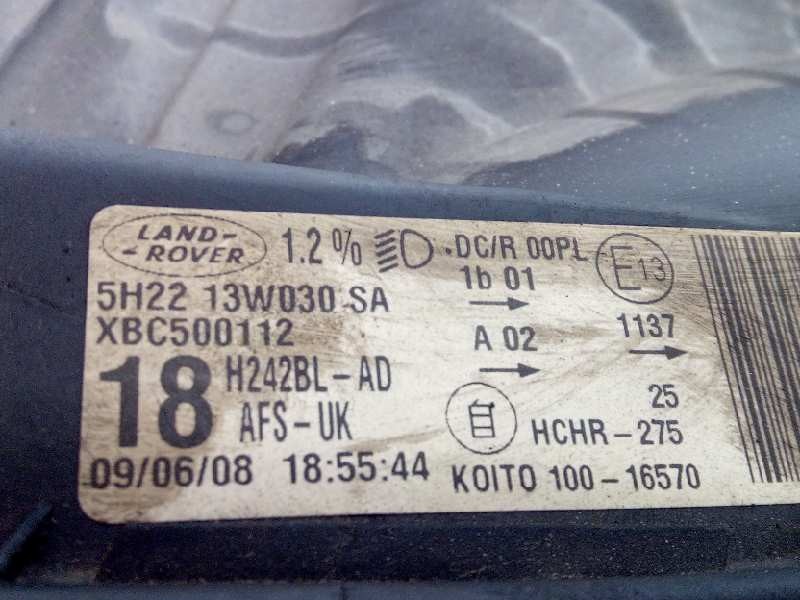 LAND-
-ROVER
1.2%
DC/R 00PL
E13
5H22 13W030 SA
1b 01
XBC500112
A 02
1137
18
H242BL-AD
25
AFS-UK
自
HCHR-275
09/06/08 18:55:44
KOITO 100-16570